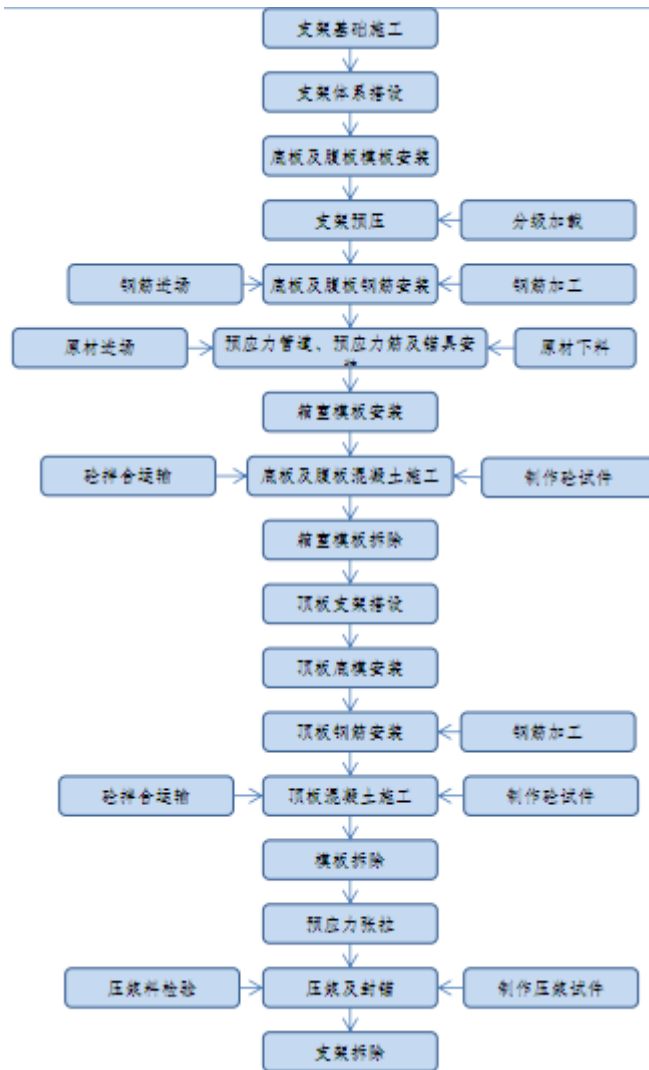 支架基础施工
支架体系搭设
底板及腹板模板安装
支架预压
分级加载
钢筋进场
底板及腹板钢筋安装
钢筋加工
原材进场
预应力管道、预应力筋及锚具安
装
原材下料
箱室模板安装
砼拌合运输
底板及腹板混凝土施工
制作砼试件
箱室模板拆除
顶板支架搭设
顶板底模安装
顶板钢筋安装
钢筋加工
砼拌合运输
顶板混凝土施工
制作砼试件
模板拆除
预应力张拉
压浆料检验
压浆及封锚
制作压浆试件
支架拆除